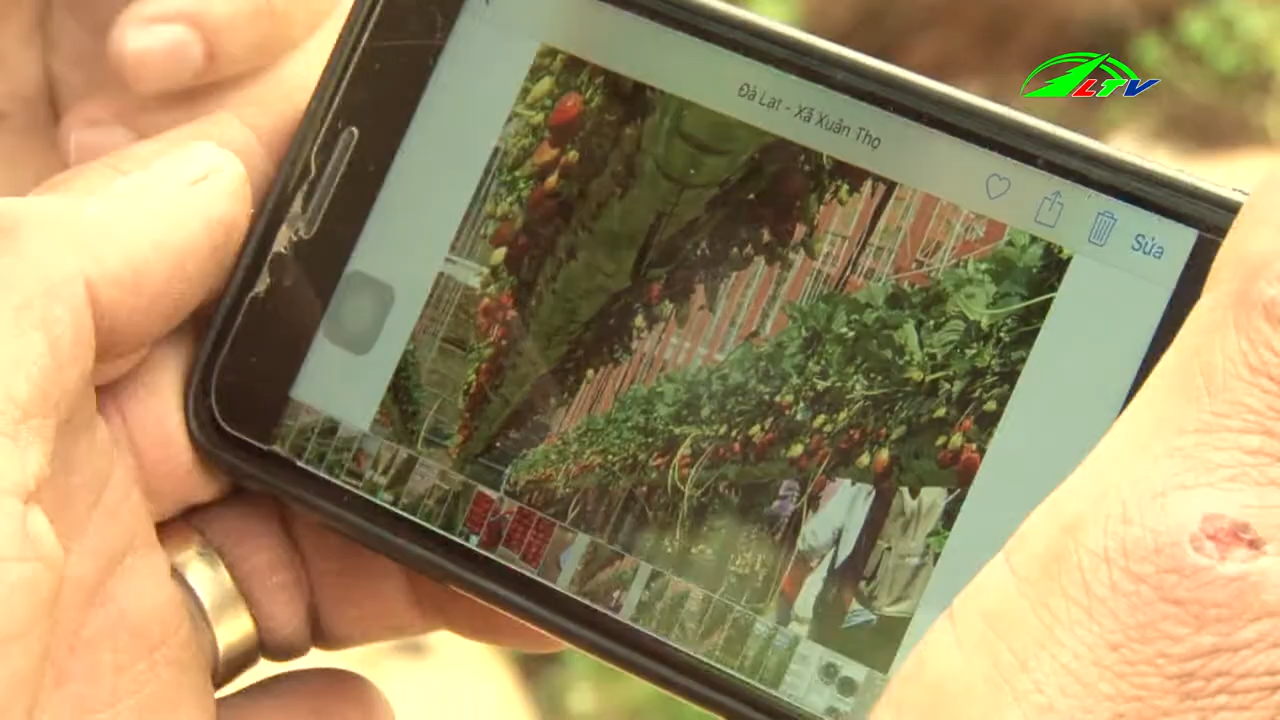 LTV
Đà Lạt - Xã Xuân Thọ
Sửa